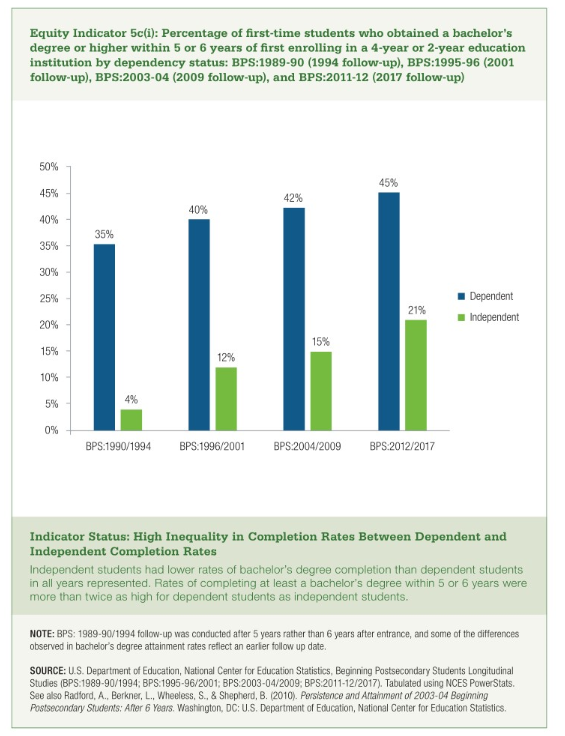 Equity Indicator 5c(i): Percentage of first-time students who obtained a bachelor's
degree or higher within 5 or 6 years of first enrolling in a 4-year or 2-year education
institution by dependency status: BPS:1989-90 (1994 follow-up), BPS:1995-96 (2001
follow-up), BPS:2003-04 (2009 follow-up), and BPS:2011-12 (2017 follow-up)
50%
45%
40%
35%
30%
25%
20%
15%
10%
5%
0%
35%
4%
40%
12%
42%
15%
45%
21%
BPS:1990/1994
BPS:1996/2001
BPS:2004/2009
BPS:2012/2017
Dependent
Independent
Indicator Status: High Inequality in Completion Rates Between Dependent and
Independent Completion Rates
Independent students had lower rates of bachelor's degree completion than dependent students
in all years represented. Rates of completing at least a bachelor's degree within 5 or 6 years were
more than twice as high for dependent students as independent students.
NOTE: BPS: 1989-90/1994 follow-up was conducted after 5 years rather than 6 years after entrance, and some of the differences
observed in bachelor's degree attainment rates reflect an earlier follow up date.
SOURCE: U.S. Department of Education, National Center for Education Statistics, Beginning Postsecondary Students Longitudinal
Studies (BPS:1989-90/1994; BPS:1995-96/2001; BPS:2003-04/2009; BPS:2011-12/2017). Tabulated using NCES PowerStats.
See also Radford, A., Berkner, L., Wheeless, S., & Shepherd, B. (2010). Persistence and Attainment of 2003-04 Beginning
Postsecondary Students: After 6 Years. Washington, DC: U.S. Department of Education, National Center for Education Statistics.